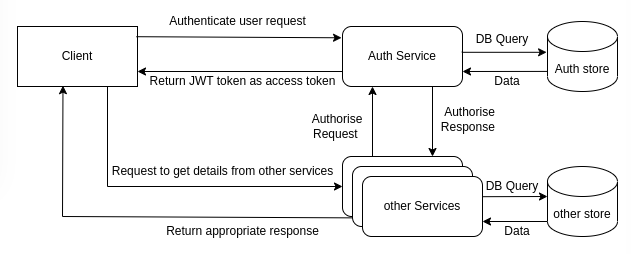 Authenticate user request
Client
Auth Service
DB Query
Auth store
Return JWT token as access token
Data
Authorise
Request
Authorise
Response
Request to get details from other services
other Services
DB Query
other store
Return appropriate response
Data